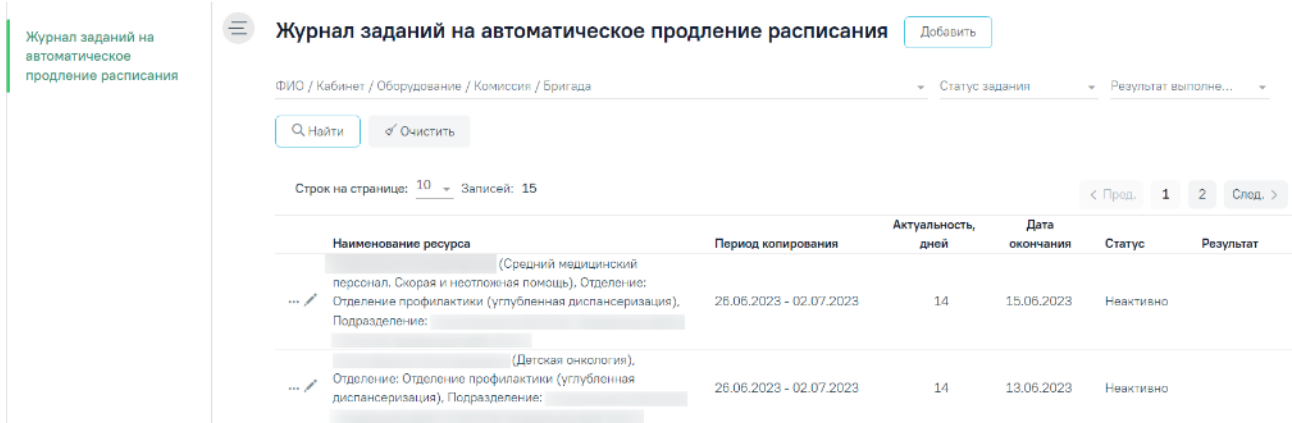 Журнал заданий на
автоматическое
продление расписания
Журнал заданий на автоматическое продление расписания
Добавить
ФИО / Кабинет / Оборудование / Комиссия / Бригада
Статус задания
Результат выполне...
Найти
Очистить
Строк на странице: 10 Записей: 15
< Пред. 1 2 След. >
Наименование ресурса Период копирования Актуальность, дней Дата окончания Статус Результат
(Средний медицинский
персонал. Скорая и неотложная помощь), Отделение:
Отделение профилактики (углубленная диспансеризация), 26.06.2023 - 02.07.2023 14 15.06.2023 Неактивно
Подразделение:
(Детская онкология),
Отделение: Отделение профилактики (углубленная 26.06.2023 - 02.07.2023 14 13.06.2023 Неактивно
диспансеризация), Подразделение: